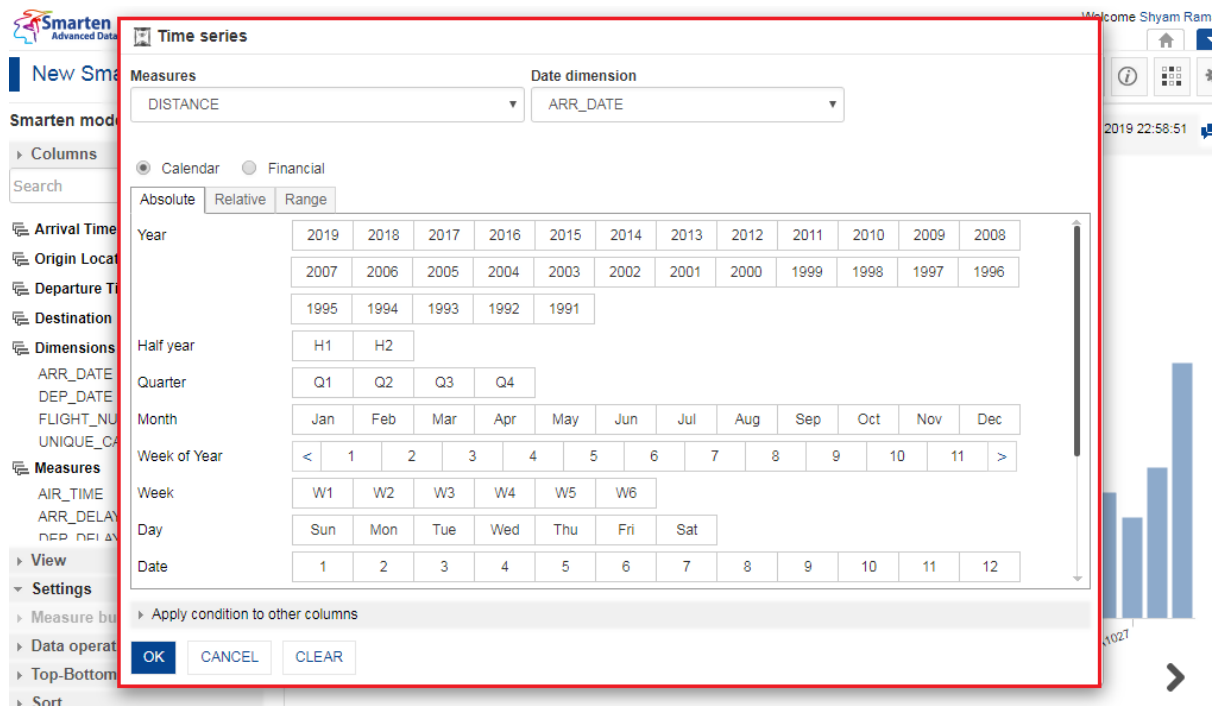 Smarten
Advanced Data
Welcome Shyam Ram
New Sma
2019 22:58:51
Smarten mod
Columns
Search
Arrival Time
Origin Locat
Departure Ti
Destination
Dimensions
ARR_DATE
DEP_DATE
FLIGHT_NU
UNIQUE_CA
Measures
AIR_TIME
ARR_DELAY
DEP_DELAY
View
Settings
Measure bu
Data operat
Top-Bottom
Sort
Time series
Measures Date dimension
DISTANCE ARR_DATE
Calendar Financial
Absolute Relative Range
Year 2019 2018 2017 2016 2015 2014 2013 2012 2011 2010 2009 2008
2007 2006 2005 2004 2003 2002 2001 2000 1999 1998 1997 1996
1995 1994 1993 1992 1991
Half year H1 H2
Quarter Q1 Q2 Q3 Q4
Month Jan Feb Mar Apr May Jun Jul Aug Sep Oct Nov Dec
Week of Year < 1 2 3 4 5 6 7 8 9 10 11 >
Week W1 W2 W3 W4 W5 W6
Day Sun Mon Tue Wed Thu Fri Sat
Date 1 2 3 4 5 6 7 8 9 10 11 12
Apply condition to other columns
OK CANCEL CLEAR